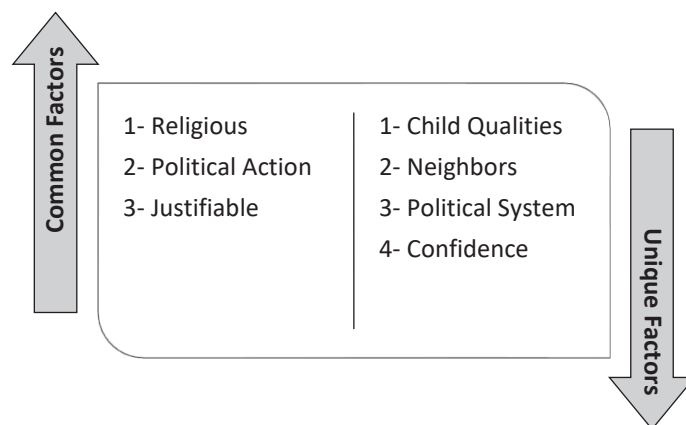 Common Factors
1- Religious
2- Political Action
3- Justifiable
1- Child Qualities
2- Neighbors
3- Political System
4- Confidence
Unique Factors